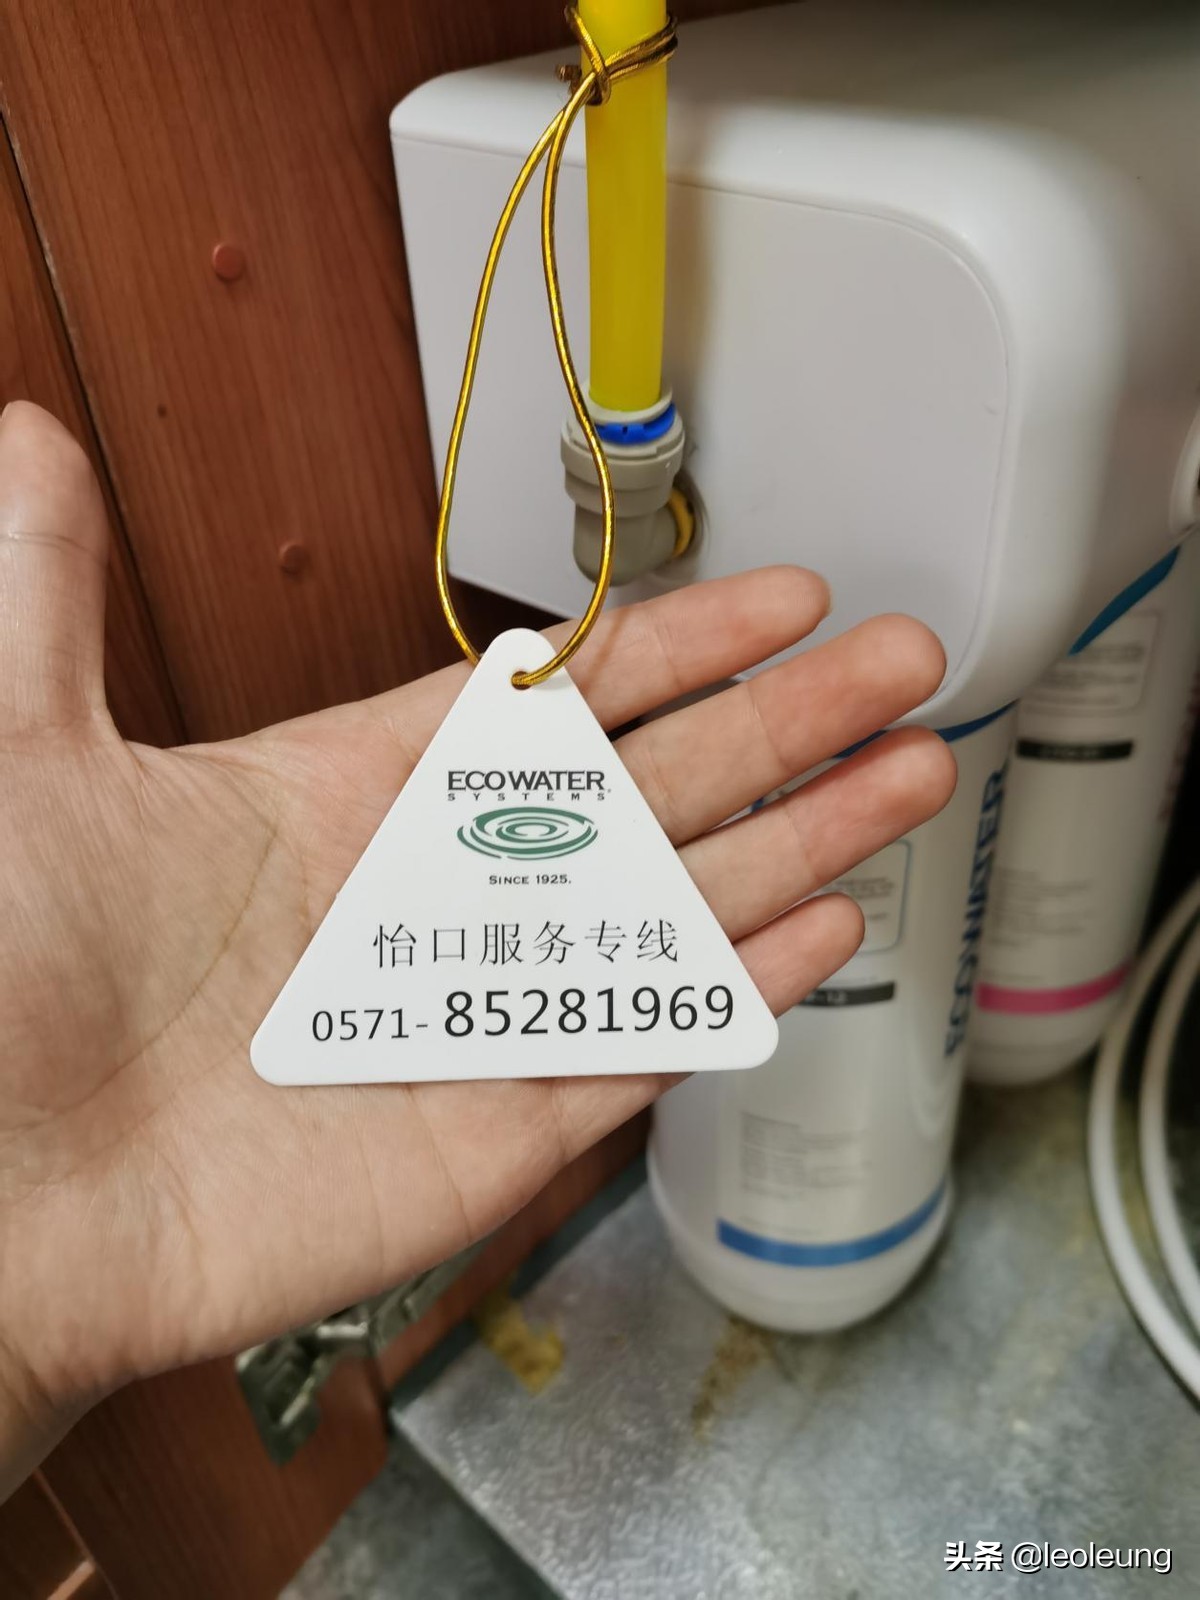 ECOWATER
SYSTEMS
SINCE 1925.
怡口服务专线
0571-85281969
ECOWATER
头条 @leoleung